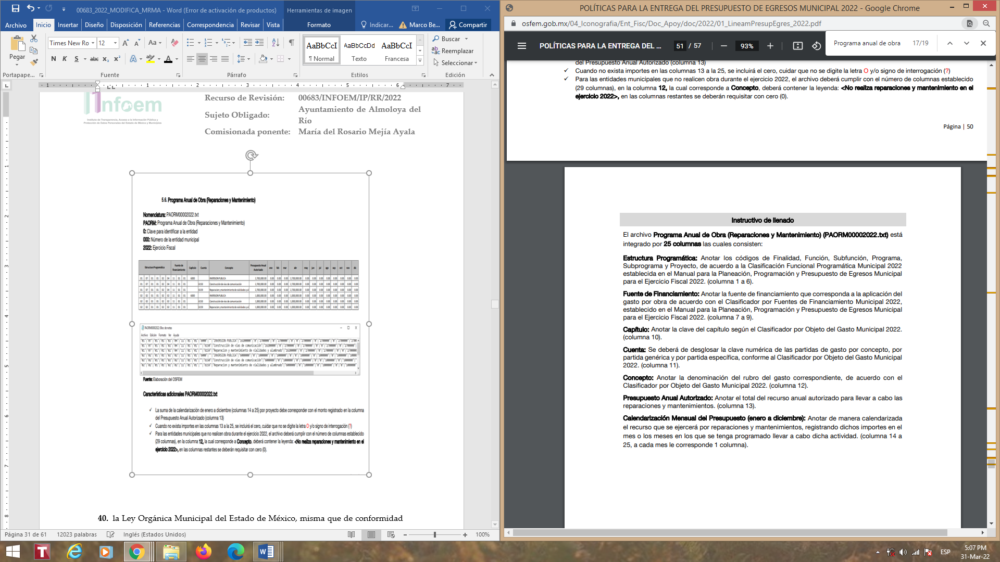 00683_2022_MODIFICA_MRMA - Word (Error de activación de productos)
Herramientas de imagen
Archivo
Inicio
Insertar
Diseño
Disposición
Referencias
Correspondencia
Revisar
Vista
Formato
Indicar...
Marco Be...
Compartir
Pegar
Times New Ro
12
Portapape...
Fuente
Párrafo
AaBbCcI
AaBbCcDd
AaBbCcI
¶ Normal
Texto
Francesa
Estilos
Buscar
Reemplazar
Seleccionar
Edición
Infoem
Instituto de Transparencia, Acceso a la Información Pública y
Protección de Datos Personales del Estado de México y Municipios
Recurso de Revisión: 00683/INFOEM/IP/RR/2022
Sujeto Obligado: Ayuntamiento de Almoloya del Río
Comisionada ponente: María del Rosario Mejía Ayala
5.6. Programa Anual de Obra (Reparaciones y Mantenimiento)
Nomenclatura: PAORM00002022.txt
PAORM: Programa Anual de Obra (Reparaciones y Mantenimiento)
0: Clave para identificar a la entidad
000: Número de la entidad municipal
2022: Ejercicio Fiscal
Estructura Programática Fuente de financiamiento Capítulo Cuenta Concepto Presupuesto Anual Autorizado ene feb mar abr may jun jul ago sep oct nov dic
PAORM00002022: Bloc de notas
Archivo Edición Formato Ver Ayuda
Fuente: Elaboración del OSFEM
Características adicionales PAORM00002022.txt
✓ La suma de la calendarización de enero a diciembre (columnas 14 a 25) por proyecto debe corresponder con el monto registrado en la columna
del Presupuesto Anual Autorizado (columna 13)
✓ Cuando no exista importes en las columnas 13 a la 25, se incluirá el cero, cuidar que no se digite la letra O y/o signo de interrogación (?)
✓ Para las entidades municipales que no realicen obra durante el ejercicio 2022, el archivo deberá cumplir con el número de columnas establecido
(29 columnas), en la columna 12, la cual corresponde a Concepto, deberá contener la leyenda: <No realiza reparaciones y mantenimiento en el
ejercicio 2022>, en las columnas restantes se deberán requisitar con cero (0).
40. la Ley Orgánica Municipal del Estado de México, misma que de conformidad
Página 31 de 61
12023 palabras
Inglés (Estados Unidos)
100%
POLÍTICAS PARA LA ENTREGA DEL PRESUPUESTO DE EGRESOS MUNICIPAL 2022 - Google Chrome
osfem.gob.mx/04_Iconografia/Ent_Fisc/Doc_Apoy/doc/2022/01_LineamPresupEgres_2022.pdf
POLÍTICAS PARA LA ENTREGA DEL ...
51 / 57
93%
Programa anual de obra
17/19
del Presupuesto Anual Autorizado (columna 13)
✓ Cuando no exista importes en las columnas 13 a la 25, se incluirá el cero, cuidar que no se digite la letra O y/o signo de interrogación (?)
✓ Para las entidades municipales que no realicen obra durante el ejercicio 2022, el archivo deberá cumplir con el número de columnas establecido
(29 columnas), en la columna 12, la cual corresponde a Concepto, deberá contener la leyenda: <No realiza reparaciones y mantenimiento en el
ejercicio 2022>, en las columnas restantes se deberán requisitar con cero (0).
Página | 50
Instructivo de llenado
El archivo Programa Anual de Obra (Reparaciones y Mantenimiento) (PAORM00002022.txt) está
integrado por 25 columnas las cuales consisten:
Estructura Programática: Anotar los códigos de Finalidad, Función, Subfunción, Programa,
Subprograma y Proyecto, de acuerdo a la Clasificación Funcional Programática Municipal 2022
establecida en el Manual para la Planeación, Programación y Presupuesto de Egresos Municipal
para el Ejercicio Fiscal 2022. (columna 1 a 6).
Fuente de Financiamiento: Anotar la fuente de financiamiento que corresponda a la aplicación del
gasto por obra de acuerdo con el Clasificador por Fuentes de Financiamiento Municipal 2022,
establecido en el Manual para la Planeación, Programación y Presupuesto de Egresos Municipal
para el Ejercicio Fiscal 2022. (columna 7 a 9).
Capítulo: Anotar la clave del capítulo según el Clasificador por Objeto del Gasto Municipal 2022.
(columna 10).
Cuenta: Se deberá de desglosar la clave numérica de las partidas de gasto por concepto, por
partida genérica y por partida específica, conforme al Clasificador por Objeto del Gasto Municipal
2022. (columna 11).
Concepto: Anotar la denominación del rubro del gasto correspondiente, de acuerdo con el
Clasificador por Objeto del Gasto Municipal 2022. (columna 12).
Presupuesto Anual Autorizado: Anotar el total del recurso anual autorizado para llevar a cabo las
reparaciones y mantenimientos. (columna 13).
Calendarización Mensual del Presupuesto (enero a diciembre): Anotar de manera calendarizada
el recurso que se ejercerá por reparaciones y mantenimientos, registrando dichos importes en el
mes o los meses en los que se tenga programado llevar a cabo dicha actividad. (columna 14 a
25, a cada mes le corresponde 1 columna).
ESP
5:07 PM
31-Mar-22